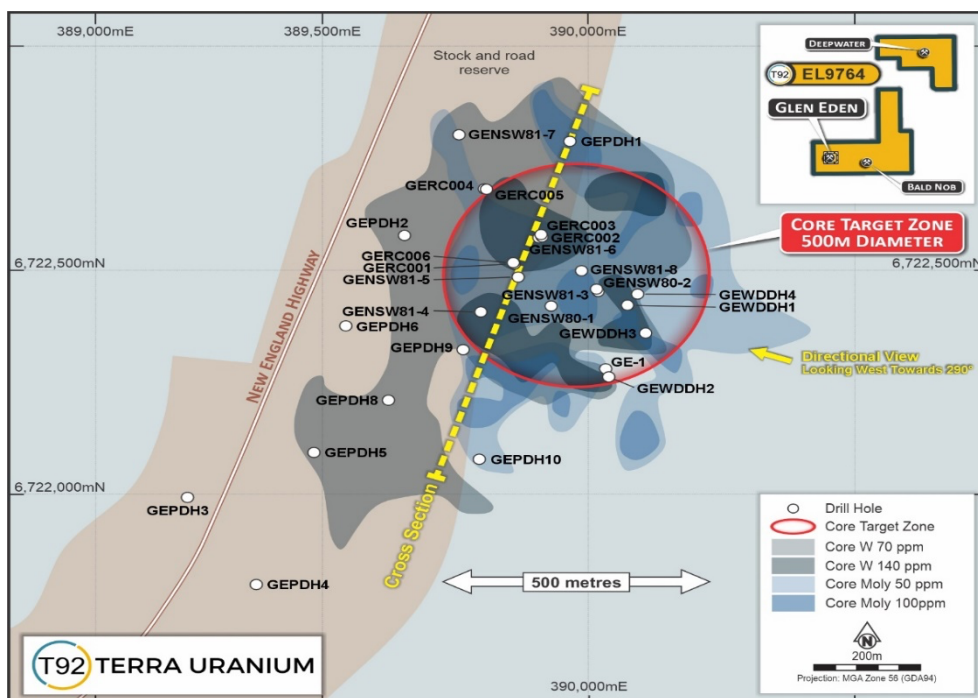 389,000mE
389,500mE
390,000mE
Stock and road
reserve
DEEPWATER
T92 EL9764
GLEN EDEN
BALD NOB
GENSW81-7
GEPDH1
GERC004
GERC005
CORE TARGET ZONE
500M DIAMETER
GEPDH2
GERC003
GERC002
GENSW81-6
6,722,500mN
6,722,500mN
GERC006
GERC001
GENSW81-5
GENSW81-8
GENSW80-2
GENSW81-3
GEWDDH4
GEWDDH1
GENSW81-4
GENSW80-1
GEPDH6
GEWDDH3
NEW ENGLAND HIGHWAY
GEPDH9
GE-1
Directional View
Looking West Towards 290°
GEWDDH2
GEPDH8
GEPDH5
GEPDH10
6,722,000mN
GEPDH3
Cross Section
GEPDH4
500 metres
Drill Hole
Core Target Zone
Core W 70 ppm
Core W 140 ppm
Core Moly 50 ppm
Core Moly 100ppm
N
200m
Projection: MGA Zone 56 (GDA94)
T92 TERRA URANIUM
390,000mE